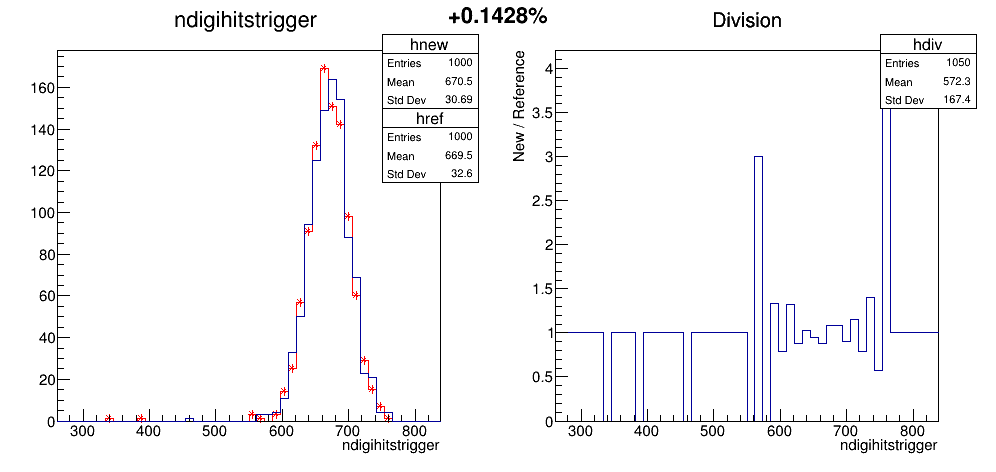 +0.1428%
ndigihitstrigger
hnew
Entries 1000
Mean 670.5
Std Dev 30.69
href
Entries 1000
Mean 669.5
Std Dev 32.6
160
140
120
100
80
60
40
20
0
300 400 500 600 700 800
ndigihitstrigger
Division
hdiv
Entries 1050
Mean 572.3
Std Dev 167.4
New / Reference
4
3.5
3
2.5
2
1.5
1
0.5
0
300 400 500 600 700 800
ndigihitstrigger